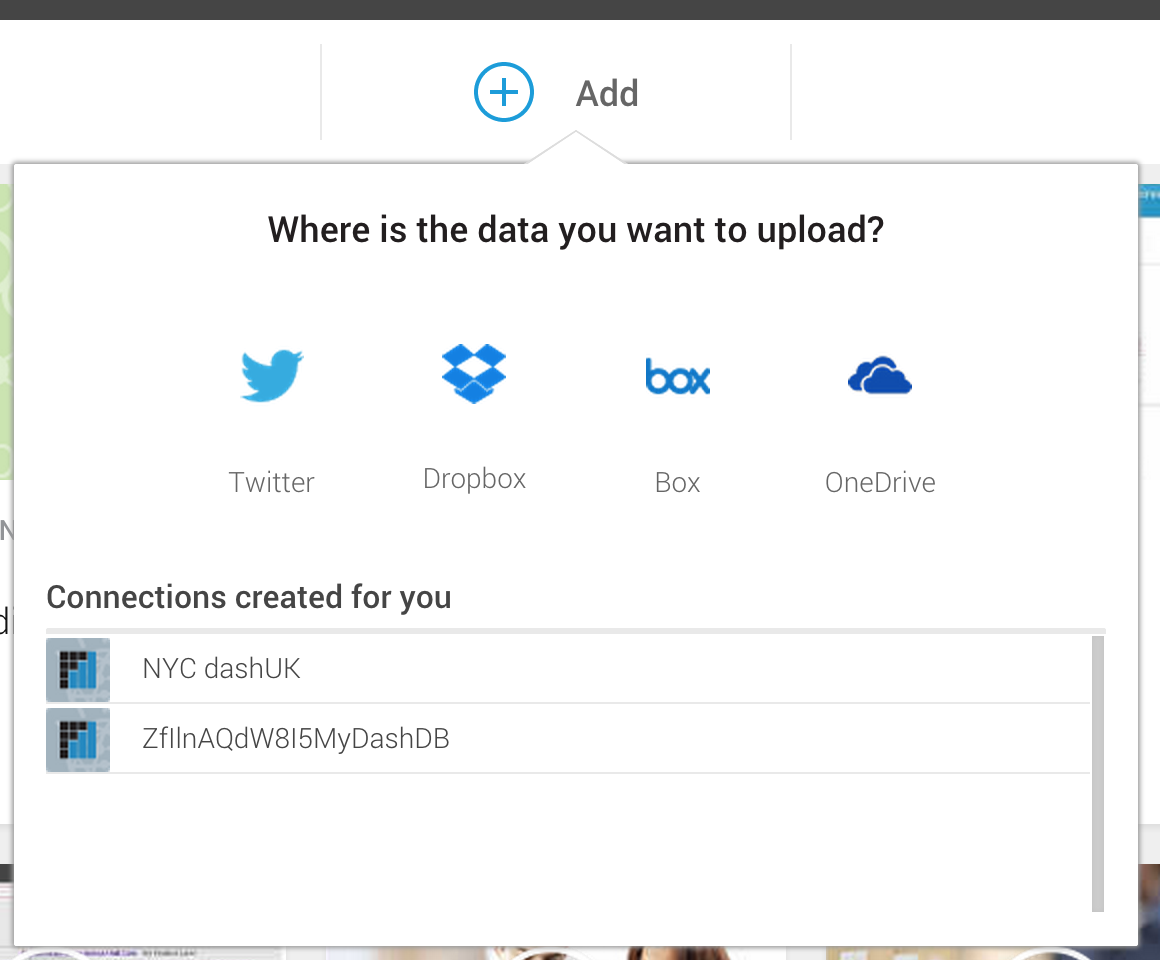 Add
Where is the data you want to upload?
box
Twitter
Dropbox
Box
OneDrive
Connections created for you
NYC dashUK
ZfIlnAQdW8I5MyDashDB